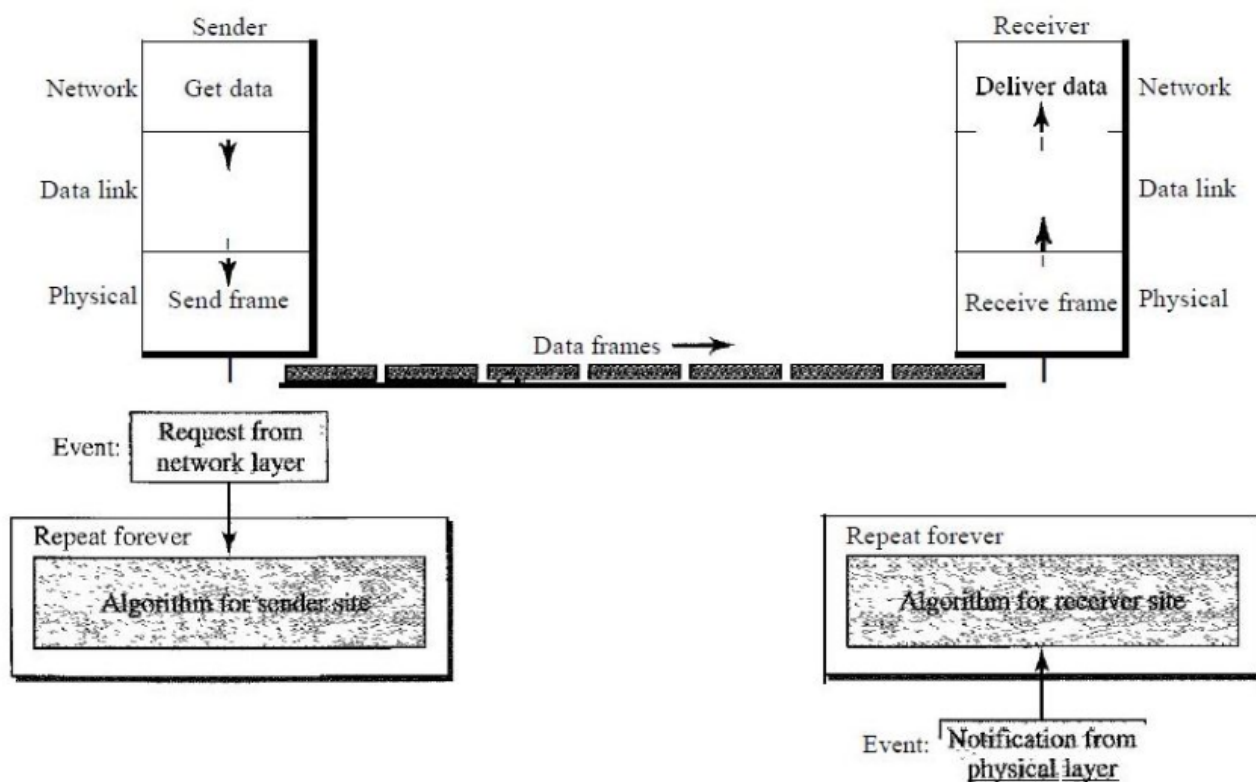 Sender
Receiver
Network
Get data
Deliver data
Network
Data link
Data link
Physical
Send frame
Receive frame
Physical
Data frames
Event:
Request from
network layer
Repeat forever
Algorithm for sender site
Repeat forever
Algorithm for receiver site
Event:
Notification from
physical layer